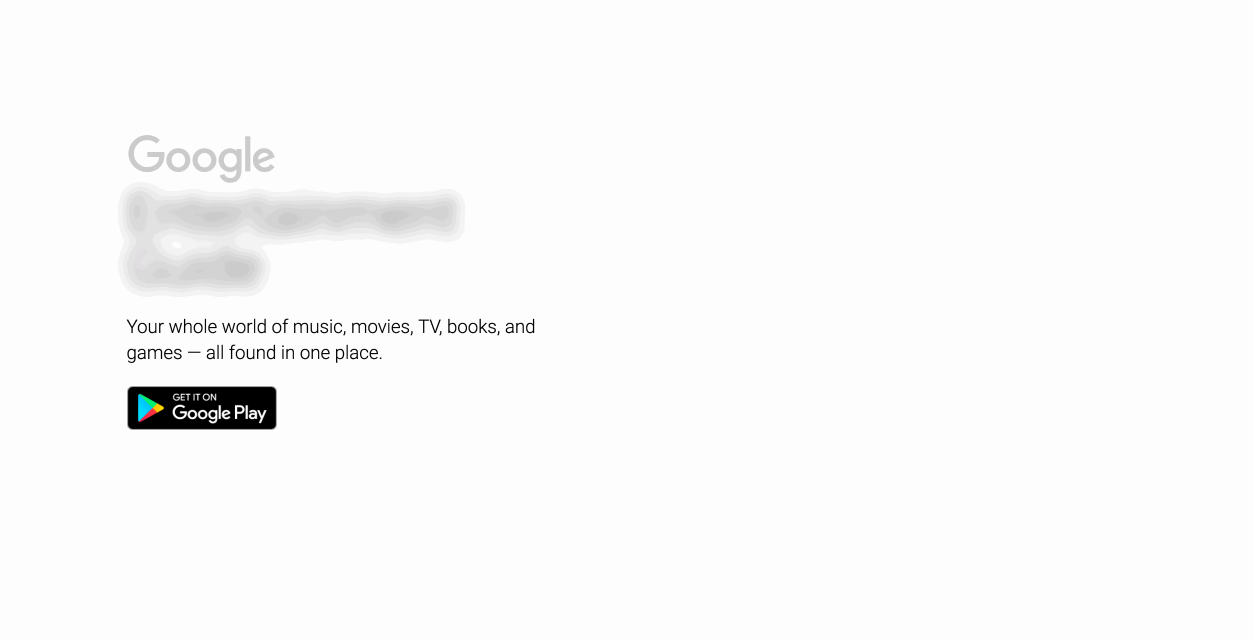 Google
Your whole world of music, movies, TV, books, and
games — all found in one place.
GET IT ON
Google Play